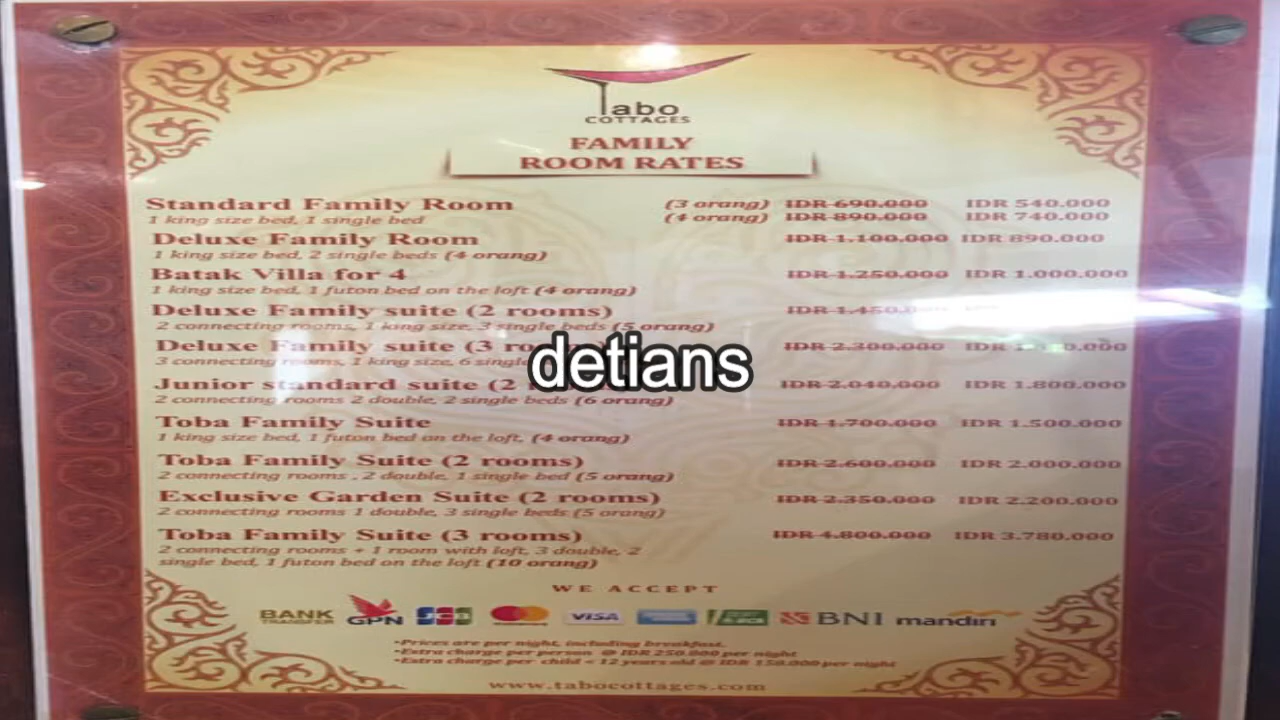 Tabo
COTTAGES
FAMILY
ROOM RATES
Standard Family Room (3 orang) IDR 690.000 IDR 540.000
1 king size bed, 1 single bed (4 orang) IDR 890.000 IDR 740.000
Deluxe Family Room IDR 1.100.000 IDR 890.000
1 king size bed, 2 single beds (4 orang)
Batak Villa for 4 IDR 1.250.000 IDR 1.000.000
1 king size bed, 1 futon bed on the loft (4 orang)
Deluxe Family suite (2 rooms) IDR
2 connecting rooms, 1 king size, 3 single beds (5 orang)
Deluxe Family suite (3 IDR 2.300.000 IDR
3 connecting rooms, 1 king size, 6 single
detians
Junior standard suite (2 IDR 2.040.000 IDR 1.800.000
2 connecting rooms 2 double, 2 single beds (6 orang)
Toba Family Suite IDR 1.700.000 IDR 1.500.000
1 king size bed, 1 futon bed on the loft, (4 orang)
Toba Family Suite (2 rooms) IDR 2.600.000 IDR 2.000.000
2 connecting rooms , 2 double, 1 single bed (5 orang)
Exclusive Garden Suite (2 rooms) IDR 2.350.000 IDR 2.200.000
2 connecting rooms 1 double, 3 single beds (5 orang)
Toba Family Suite (3 rooms) IDR 4.800.000 IDR 3.780.000
2 connecting rooms + 1 room with loft, 3 double, 2
single bed, 1 futon bed on the loft (10 orang)
WE ACCEPT
BANK TRANSFER GPN JCB VISA BNI mandiri
*Prices are per night, including breakfast.
*Extra charge per person @ IDR 250.000 per night
*Extra charge per child < 12 years old @ IDR 150.000 per night
www.tabocottages.com